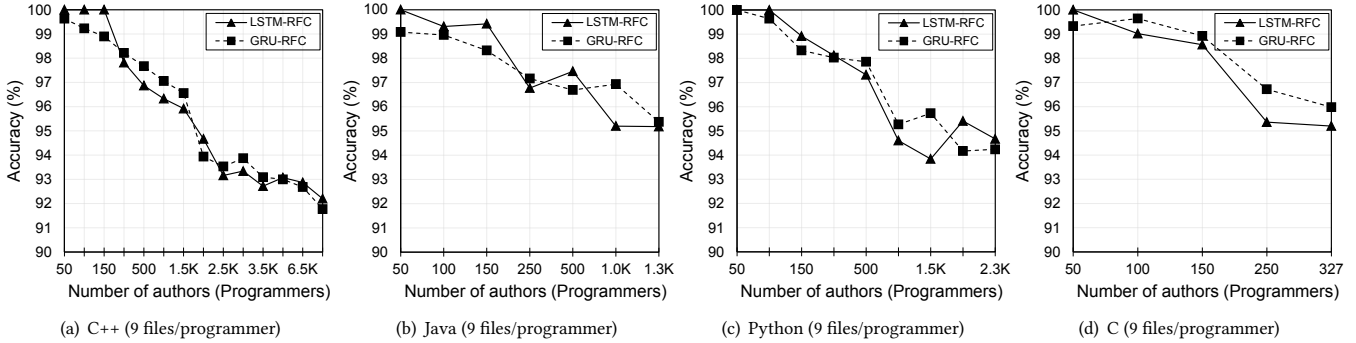 100
99
98
97
96
95
94
93
92
91
90
Accuracy (%)
LSTM-RFC
GRU-RFC
50 150 500 1.5K 2.5K 3.5K 6.5K
Number of authors (Programmers)
(a) C++ (9 files/programmer)
100
99
98
97
96
95
94
93
92
91
90
Accuracy (%)
LSTM-RFC
GRU-RFC
50 100 150 250 500 1.0K 1.3K
Number of authors (Programmers)
(b) Java (9 files/programmer)
100
99
98
97
96
95
94
93
92
91
90
Accuracy (%)
LSTM-RFC
GRU-RFC
50 150 500 1.5K 2.3K
Number of authors (Programmers)
(c) Python (9 files/programmer)
100
99
98
97
96
95
94
93
92
91
90
Accuracy (%)
LSTM-RFC
GRU-RFC
50 100 150 250 327
Number of authors (Programmers)
(d) C (9 files/programmer)